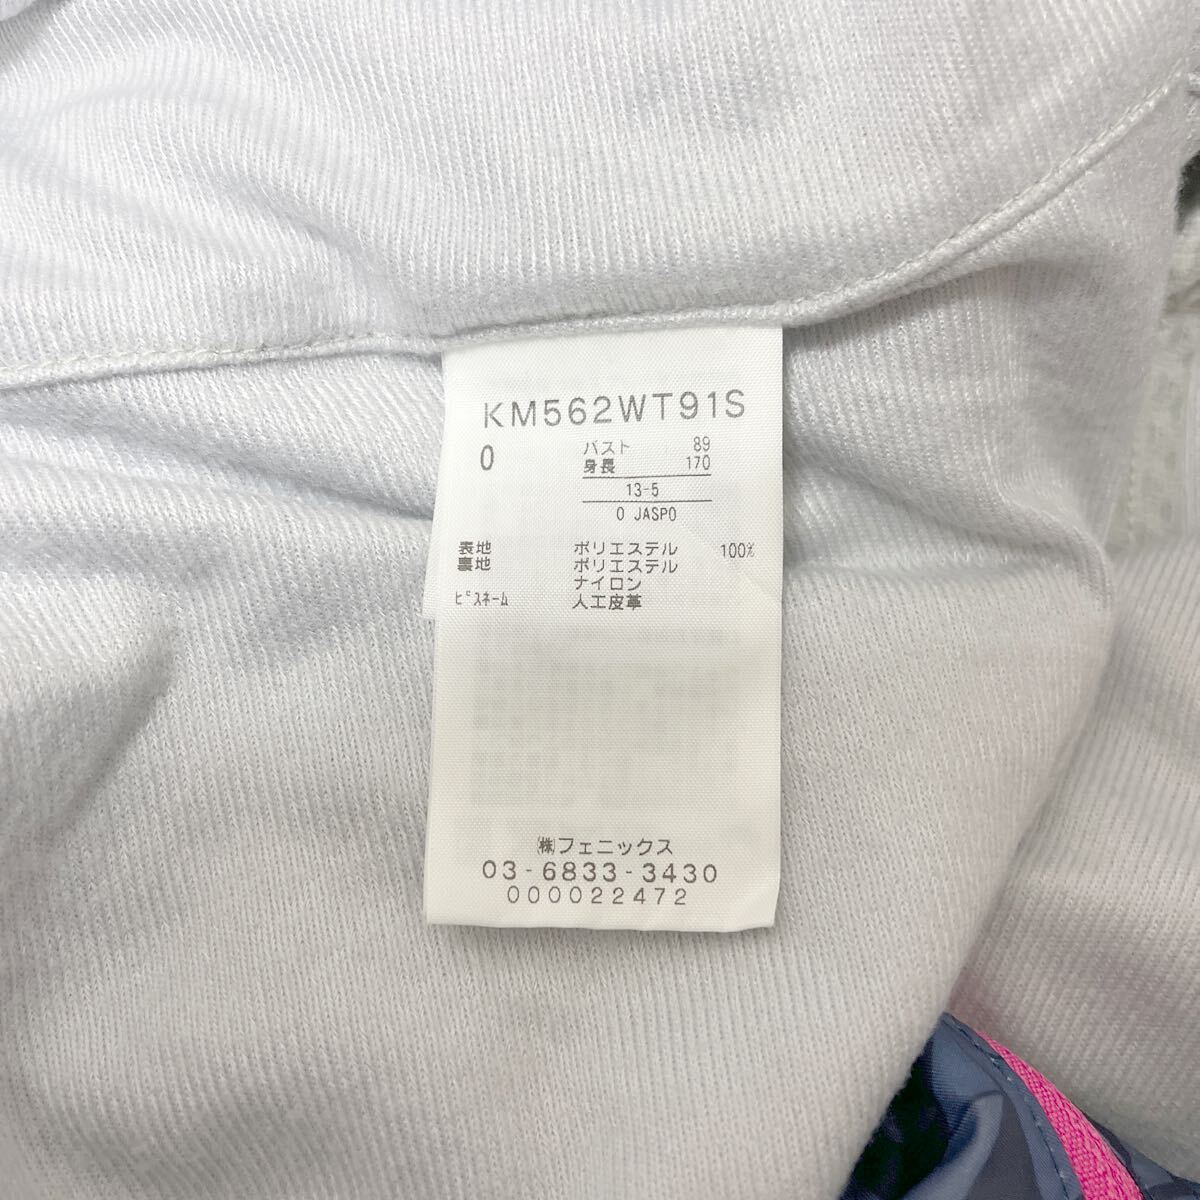 KM562WT91S
0 バスト 89
身長 170
13-5
0 JASPO
表地 ポリエステル 100%
裏地 ポリエステル
ナイロン
ピスネーム 人工皮革
㈱フェニックス
03-6833-3430
000022472